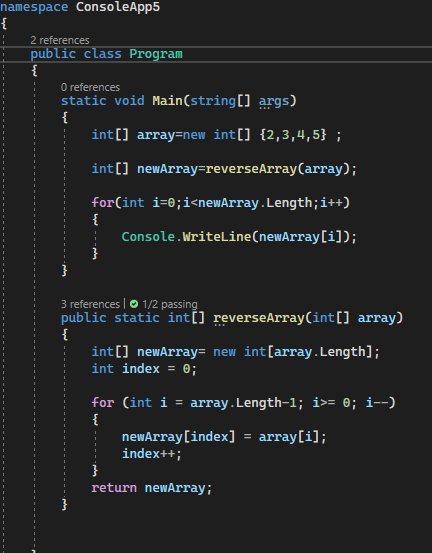 namespace ConsoleApp5
{
2 references
public class Program
{
0 references
static void Main(string[] args)
{
int[] array=new int[] {2,3,4,5} ;
int[] newArray=reverseArray(array);
for(int i=0;i<newArray.Length;i++)
{
Console.WriteLine(newArray[i]);
}
}
3 references | 1/2 passing
public static int[] reverseArray(int[] array)
{
int[] newArray= new int[array.Length];
int index = 0;
for (int i = array.Length-1; i>= 0; i--)
{
newArray[index] = array[i];
index++;
}
return newArray;
}
}